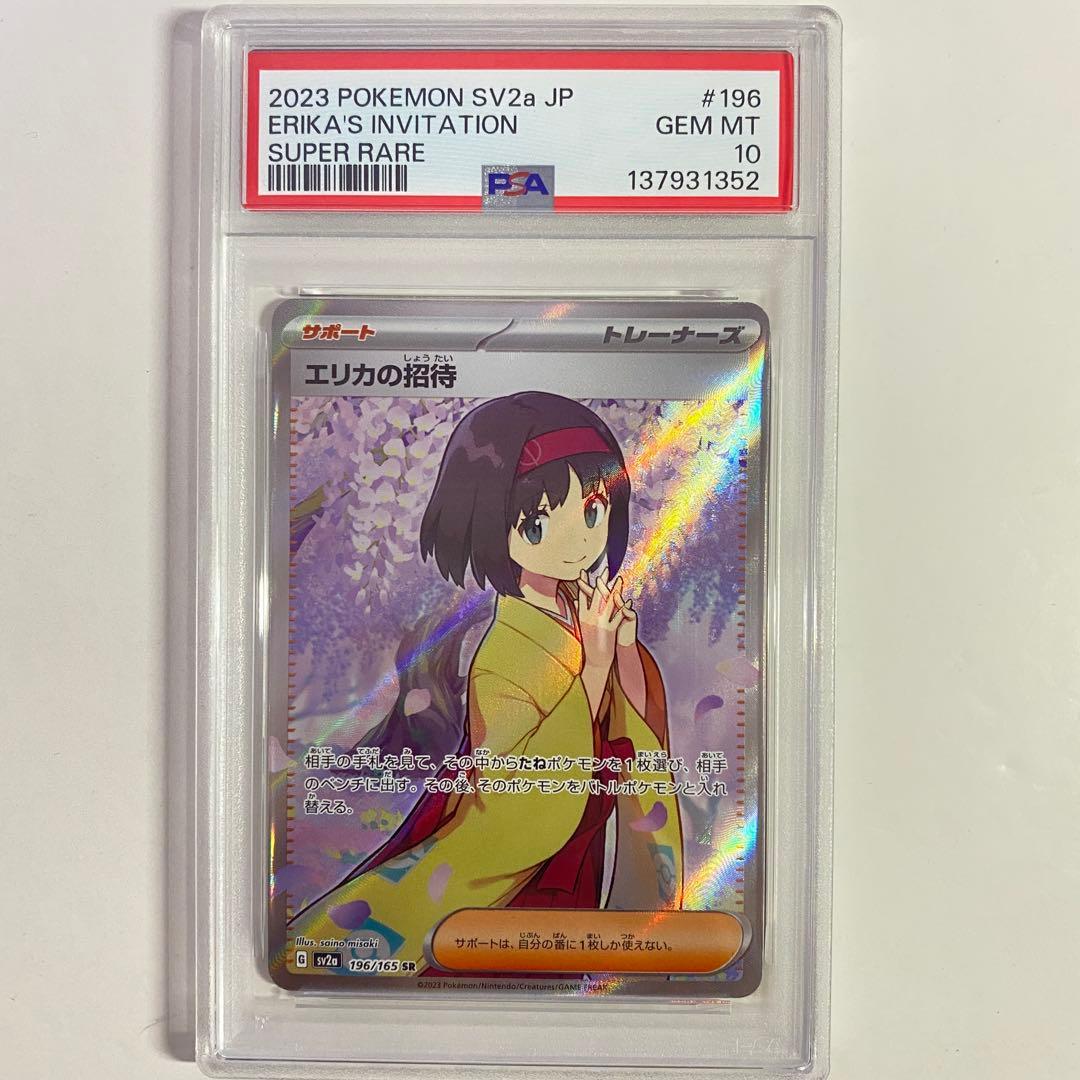 2023 POKEMON SV2a JP #196
ERIKA'S INVITATION GEM MT
SUPER RARE 10
PSA 137931352
サポート トレーナーズ
しょうたい
エリカの招待
あいて てふだ み なか まいえら あいて
相手の手札を見て、その中からたねポケモンを1枚選び、相手
だ ご い
のベンチに出す。その後、そのポケモンをバトルポケモンと入れ
か
替える。
じぶん ばん まい つか
サポートは、自分の番に1枚しか使えない。
Illus. saino misaki
G sv2a 196/165 SR
©2023 Pokémon/Nintendo/Creatures/GAME FREAK